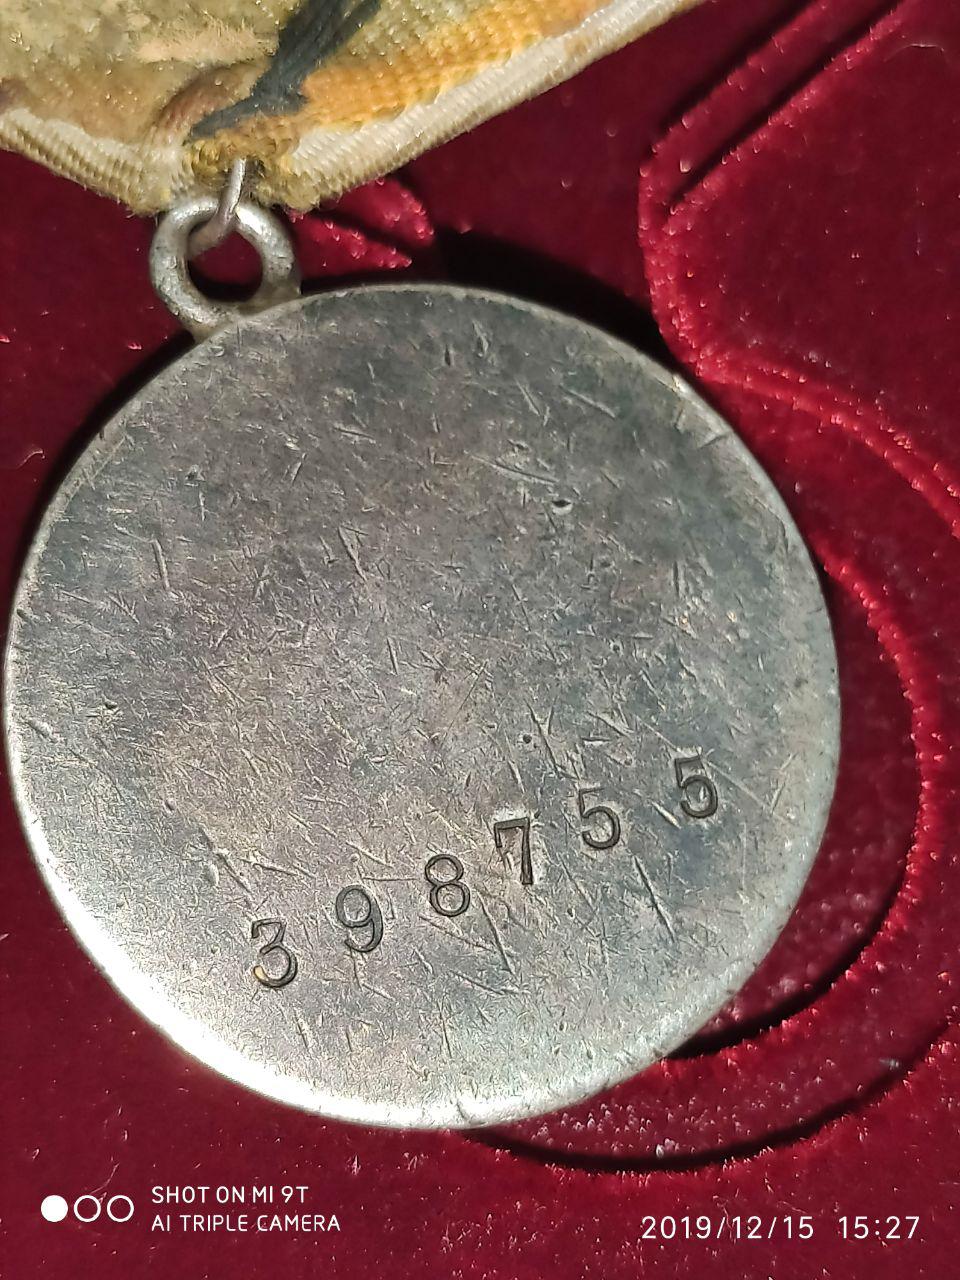 398755
SHOT ON MI 9T
AI TRIPLE CAMERA
2019/12/15 15:27